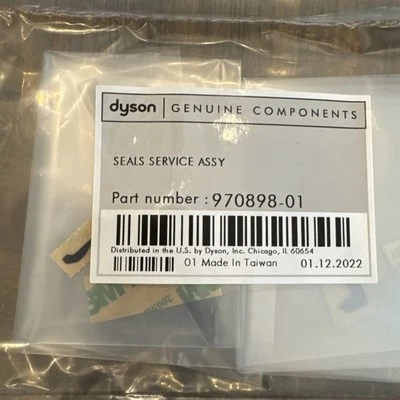 dyson | GENUINE COMPONENTS
SEALS SERVICE ASSY
Part number : 970898-01
Distributed in the U.S. by Dyson, Inc. Chicago, IL 60654
01 Made In Taiwan 01.12.2022